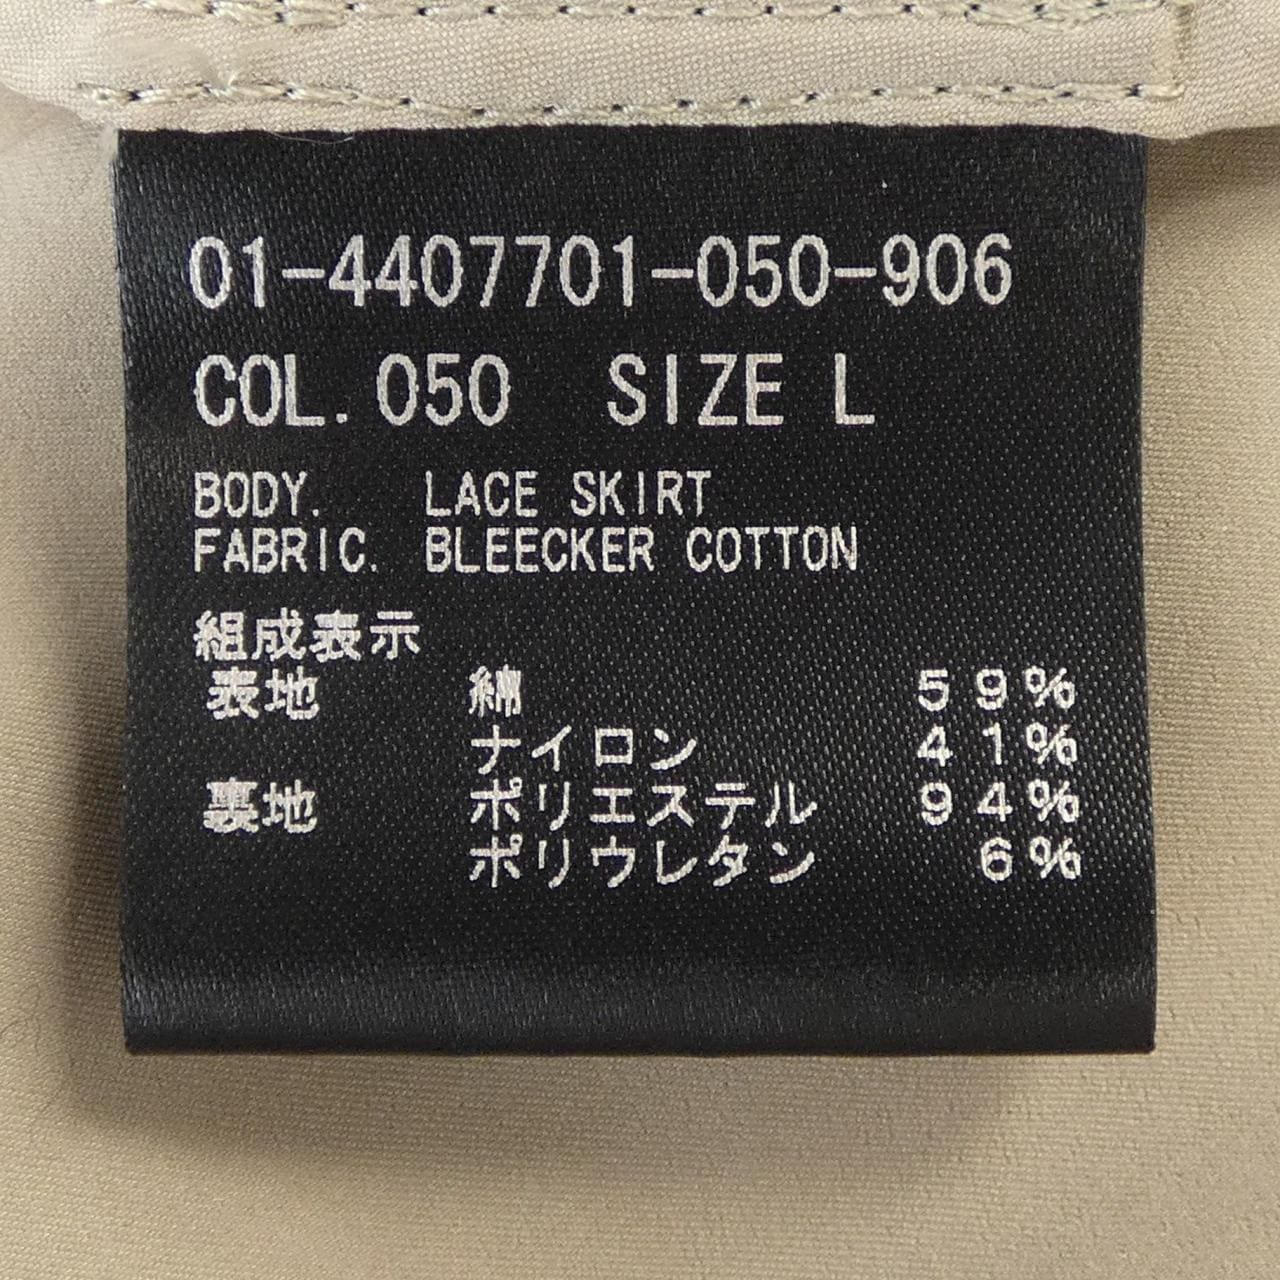 01-4407701-050-906
COL. 050 SIZE L
BODY. LACE SKIRT
FABRIC. BLEECKER COTTON
組成表示
表地 綿 59%
ナイロン 41%
裏地 ポリエステル 94%
ポリウレタン 6%